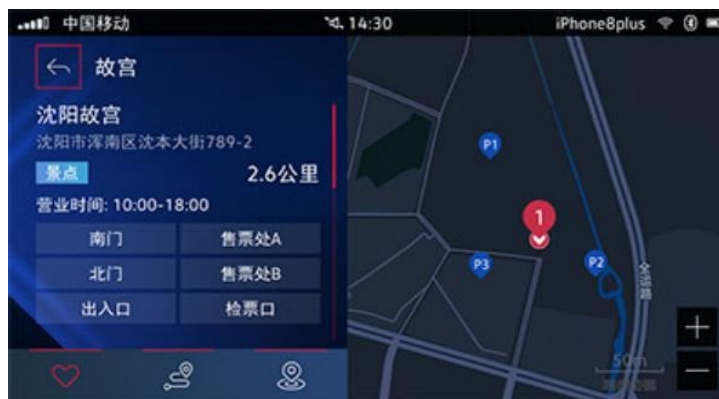 中国移动
14:30
iPhone8plus
故宫
沈阳故宫
沈阳市浑南区沈本大街789-2
景点
2.6公里
营业时间: 10:00-18:00
南门
售票处A
北门
售票处B
出入口
检票口
P1
1
P3
P2
50m